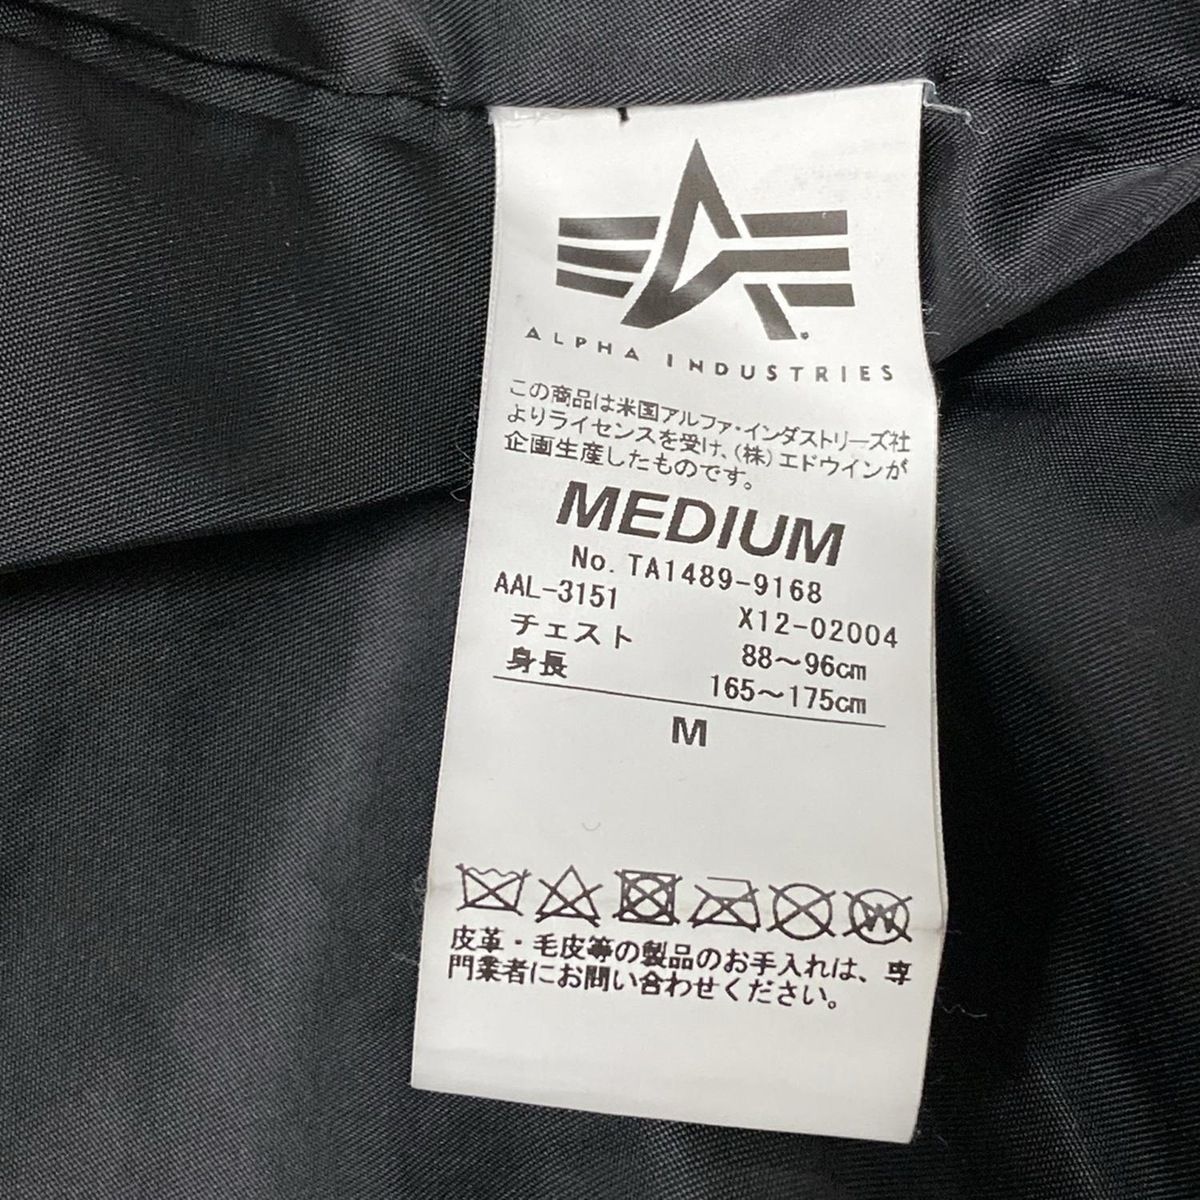 ALPHA INDUSTRIES
この商品は米国アルファ・インダストリーズ社
よりライセンスを受け、(株)エドウインが
企画生産したものです。
MEDIUM
No. TA1489-9168
AAL-3151 X12-02004
チェスト 88～96cm
身長 165～175cm
M
W
皮革・毛皮等の製品のお手入れは、専
門業者にお問い合わせください。